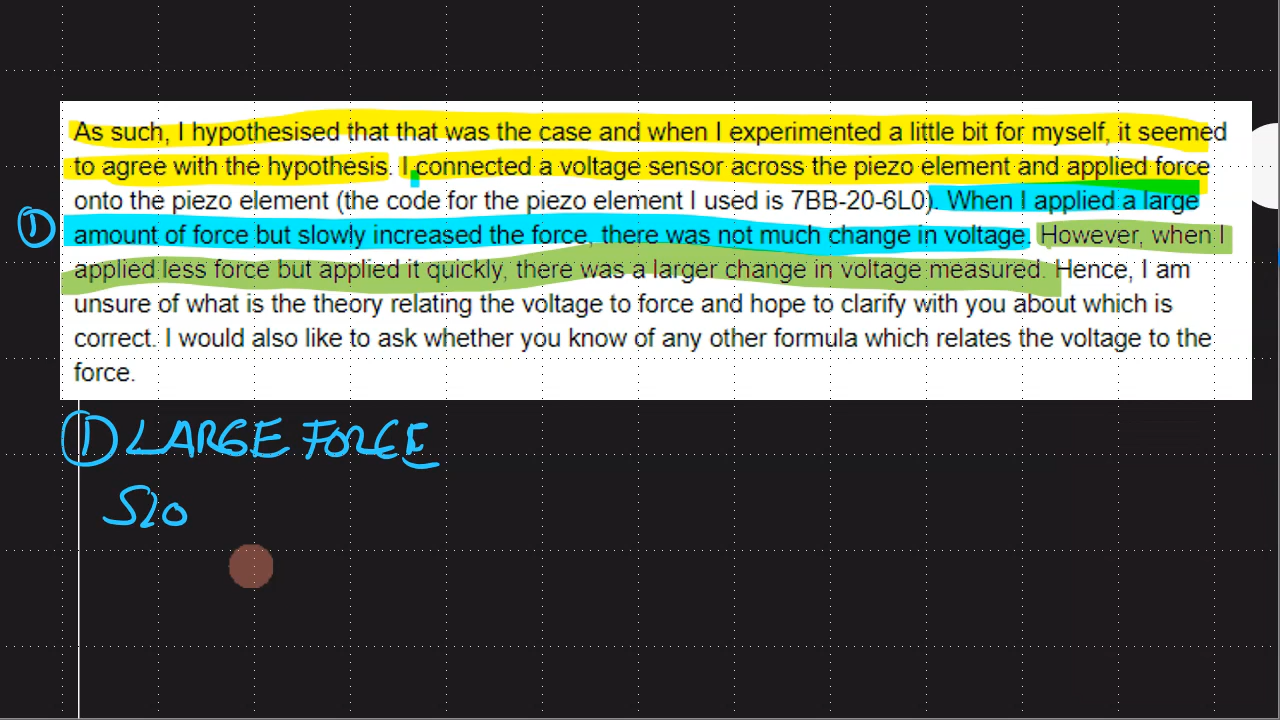 As such, I hypothesised that that was the case and when I experimented a little bit for myself, it seemed
to agree with the hypothesis. I connected a voltage sensor across the piezo element and applied force
onto the piezo element (the code for the piezo element I used is 7BB-20-6L0). When I applied a large
① amount of force but slowly increased the force, there was not much change in voltage. However, when I
applied less force but applied it quickly, there was a larger change in voltage measured. Hence, I am
unsure of what is the theory relating the voltage to force and hope to clarify with you about which is
correct. I would also like to ask whether you know of any other formula which relates the voltage to the
force.
① LARGE FORCE
Slo